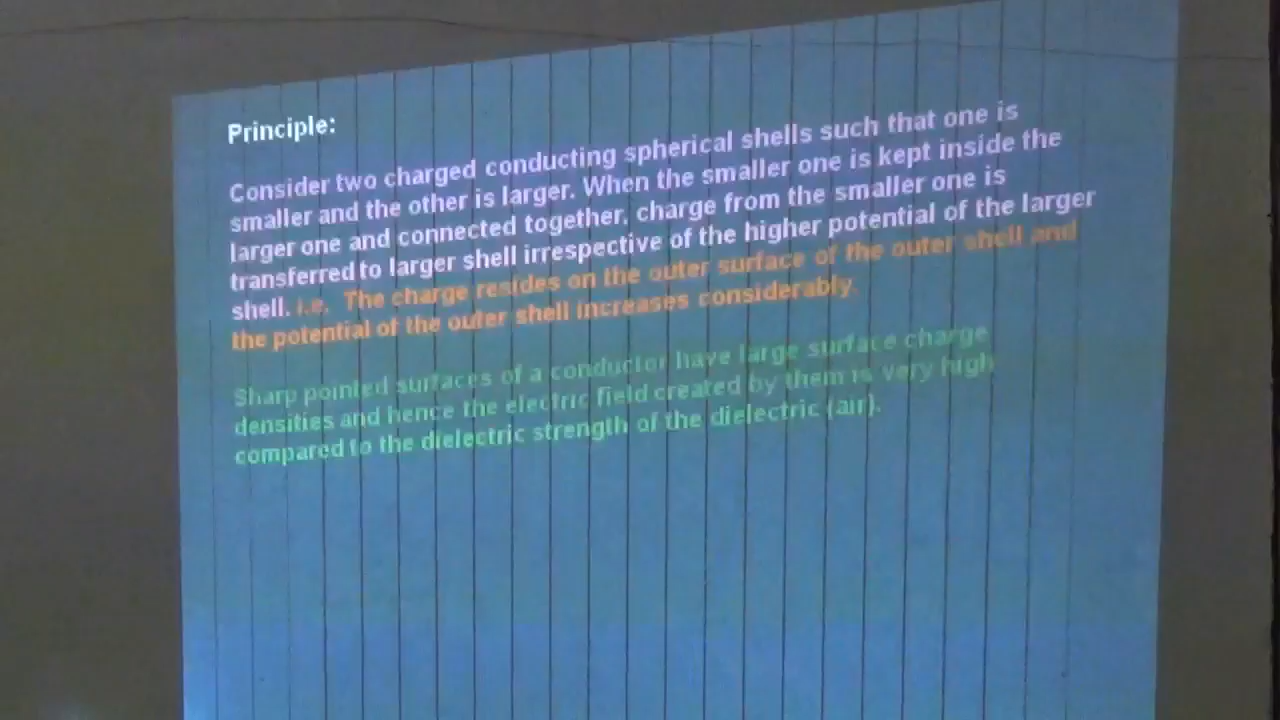 Principle:
Consider two charged conducting spherical shells such that one is
smaller and the other is larger. When the smaller one is kept inside the
larger one and connected together, charge from the smaller one is
transferred to larger shell irrespective of the higher potential of the larger
shell. i.e. The charge resides on the outer surface of the outer shell and
the potential of the outer shell increases considerably.
Sharp pointed surfaces of a conductor have large surface charge
densities and hence the electric field created by them is very high
compared to the dielectric strength of the dielectric (air).